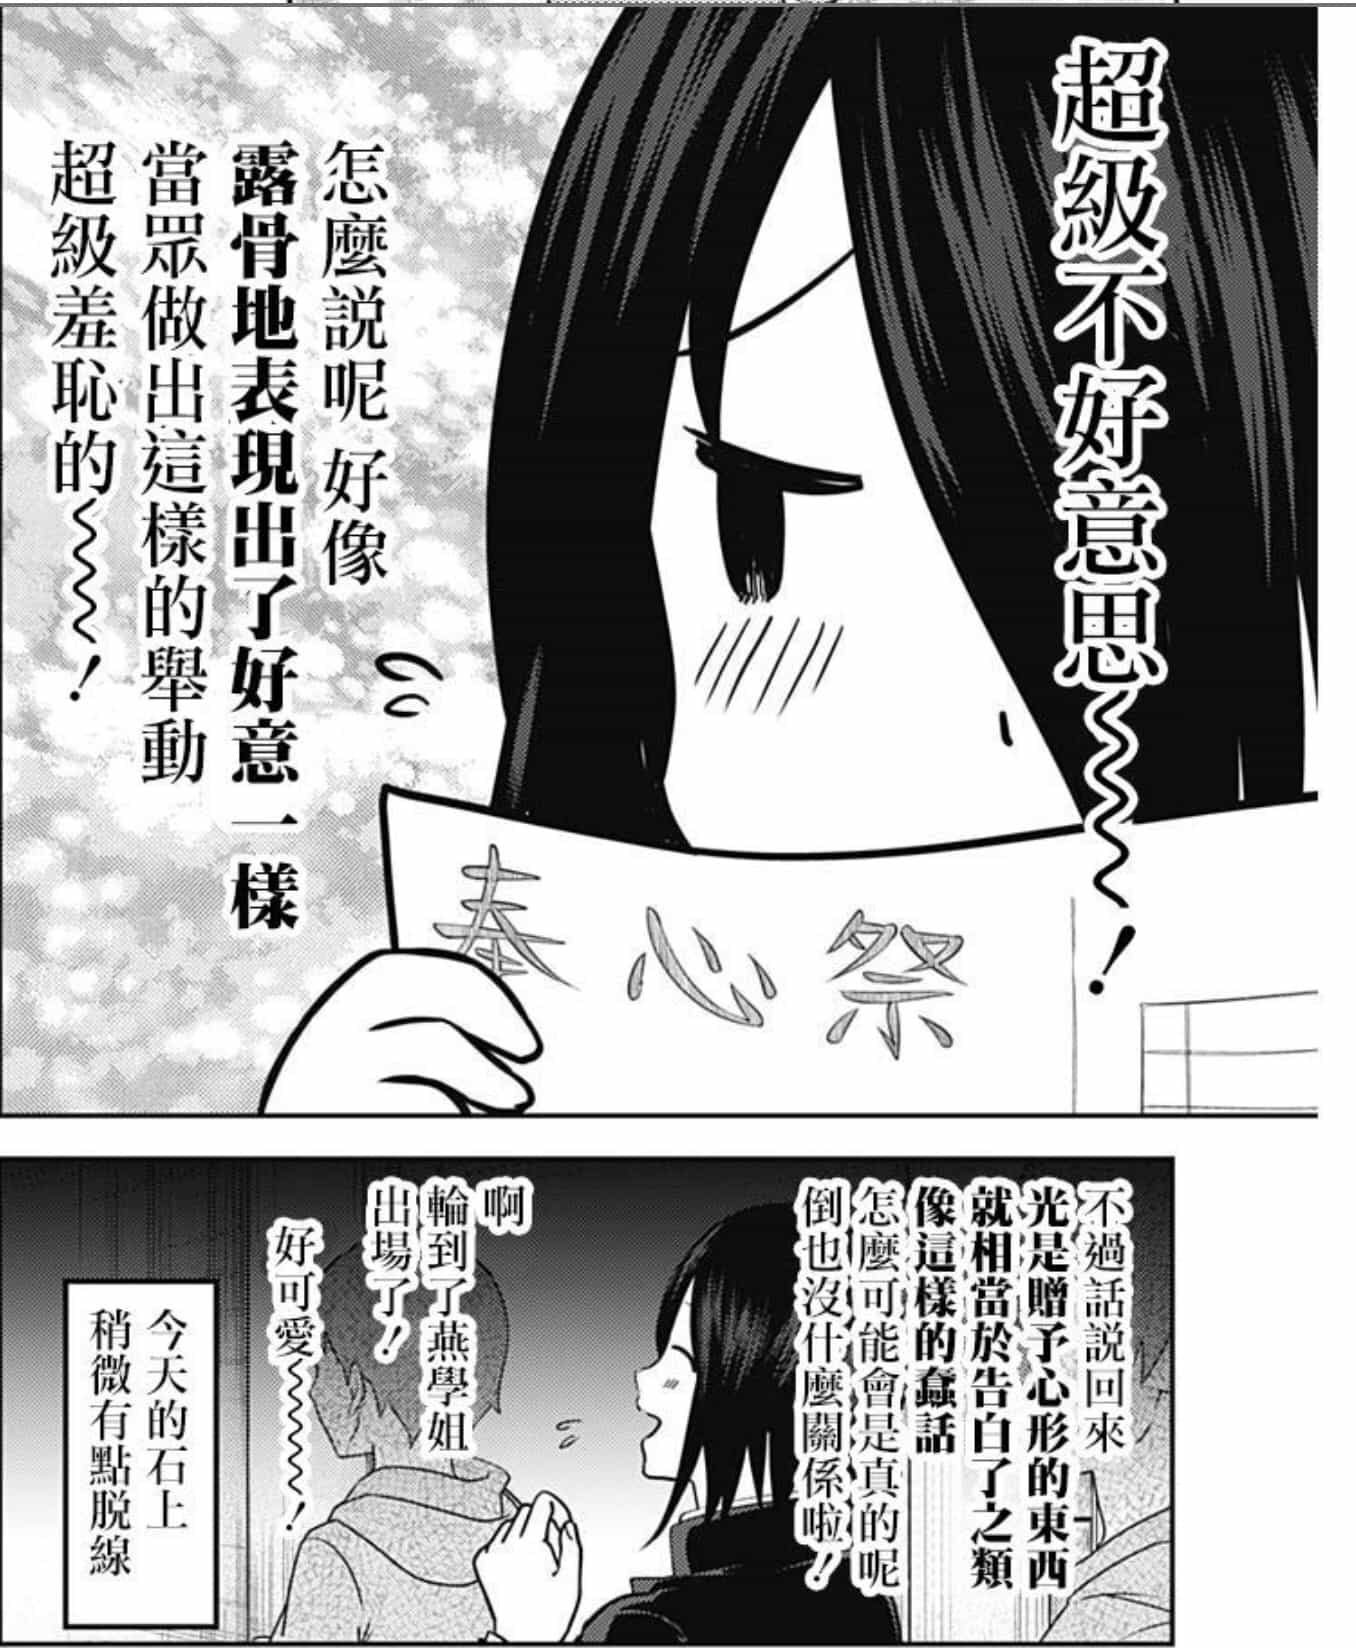 超級不好意思～～～！
怎麼説呢 好像
露骨地表現出了好意一樣
當眾做出這樣的舉動
超級羞恥的～～～！
奉心祭
不過話説回來
光是贈予心形的東西
就相當於告白了之類
像這樣的蠢話
怎麼可能會是真的呢
倒也沒什麼關係啦！
啊
輪到了燕學姐
出場了！
好可愛～～～！
今天的石上
稍微有點脱線